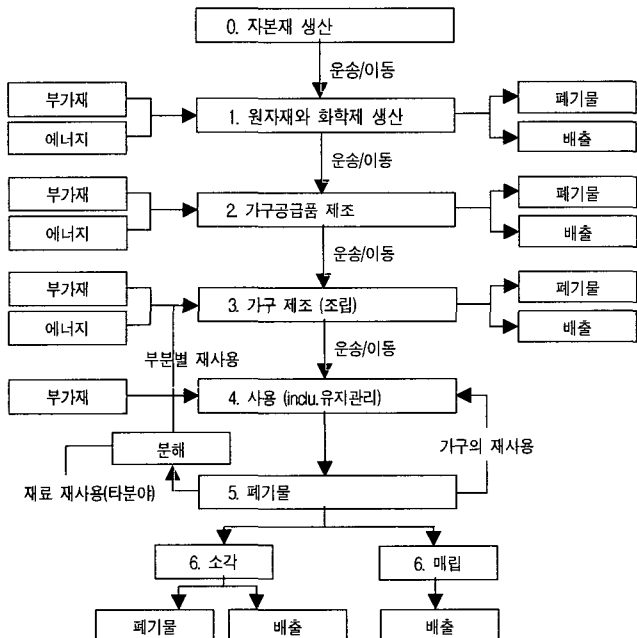 0. 자본재 생산
운송/이동
부가재
에너지
1. 원자재와 화학제 생산
폐기물
배출
운송/이동
부가재
에너지
2. 가구공급품 제조
폐기물
배출
운송/이동
부가재
에너지
3. 가구 제조 (조립)
폐기물
배출
부분별 재사용
운송/이동
부가재
4. 사용 (inclu.유지관리)
분해
가구의 재사용
재료 재사용(타분야)
5. 폐기물
6. 소각
6. 매립
폐기물
배출
배출